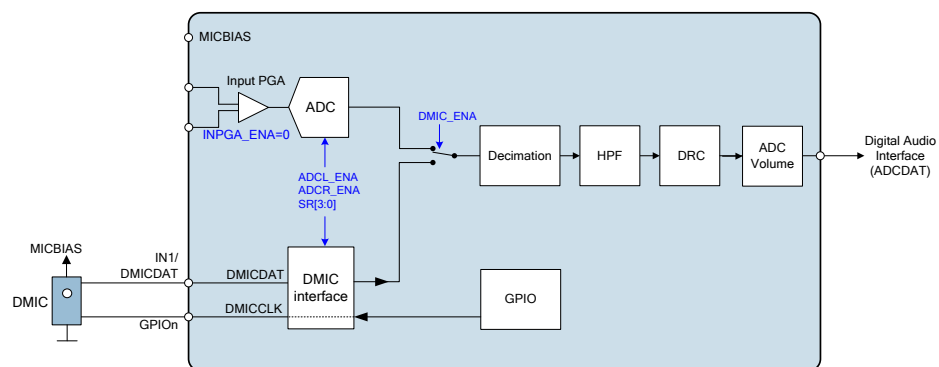 MICBIAS
Input PGA
ADC
INPGA_ENA=0
DMIC_ENA
Decimation
HPF
DRC
ADC
Volume
Digital Audio
Interface
(ADCDAT)
ADCL_ENA
ADCR_ENA
SR[3:0]
MICBIAS
IN1/
DMICDAT
DMICDAT
DMIC
interface
DMIC
GPIO
DMICCLK
GPIOn